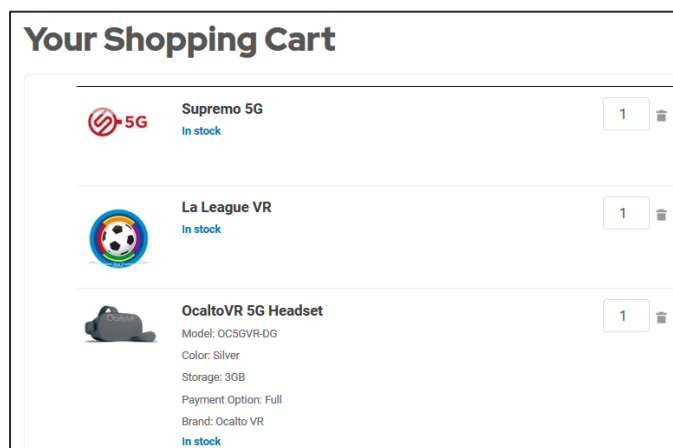 Your Shopping Cart
5G
Supremo 5G
In stock
1
La League VR
In stock
1
OcaltoVR 5G Headset
Model: OC5GVR-DG
Color: Silver
Storage: 3GB
Payment Option: Full
Brand: Ocalto VR
In stock
1